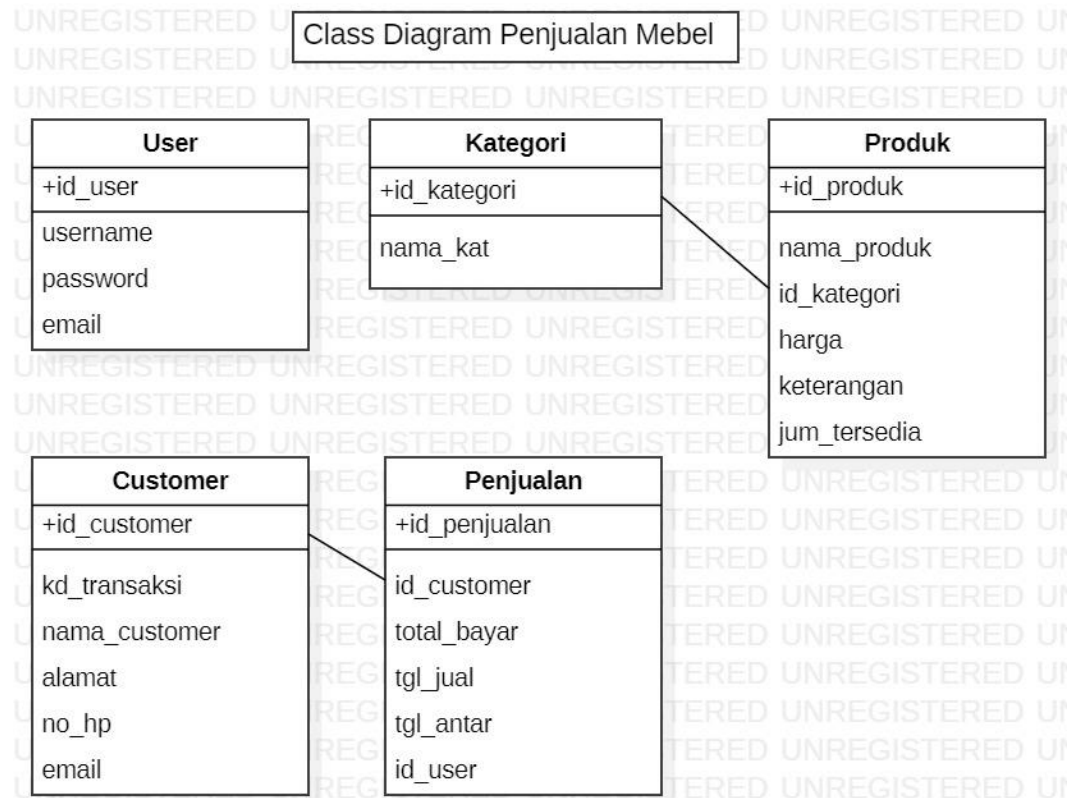 Class Diagram Penjualan Mebel
User
+id_user
username
password
email
Kategori
+id_kategori
nama_kat
Produk
+id_produk
nama_produk
id_kategori
harga
keterangan
jum_tersedia
Customer
+id_customer
kd_transaksi
nama_customer
alamat
no_hp
email
Penjualan
+id_penjualan
id_customer
total_bayar
tgl_jual
tgl_antar
id_user
UNREGISTERED